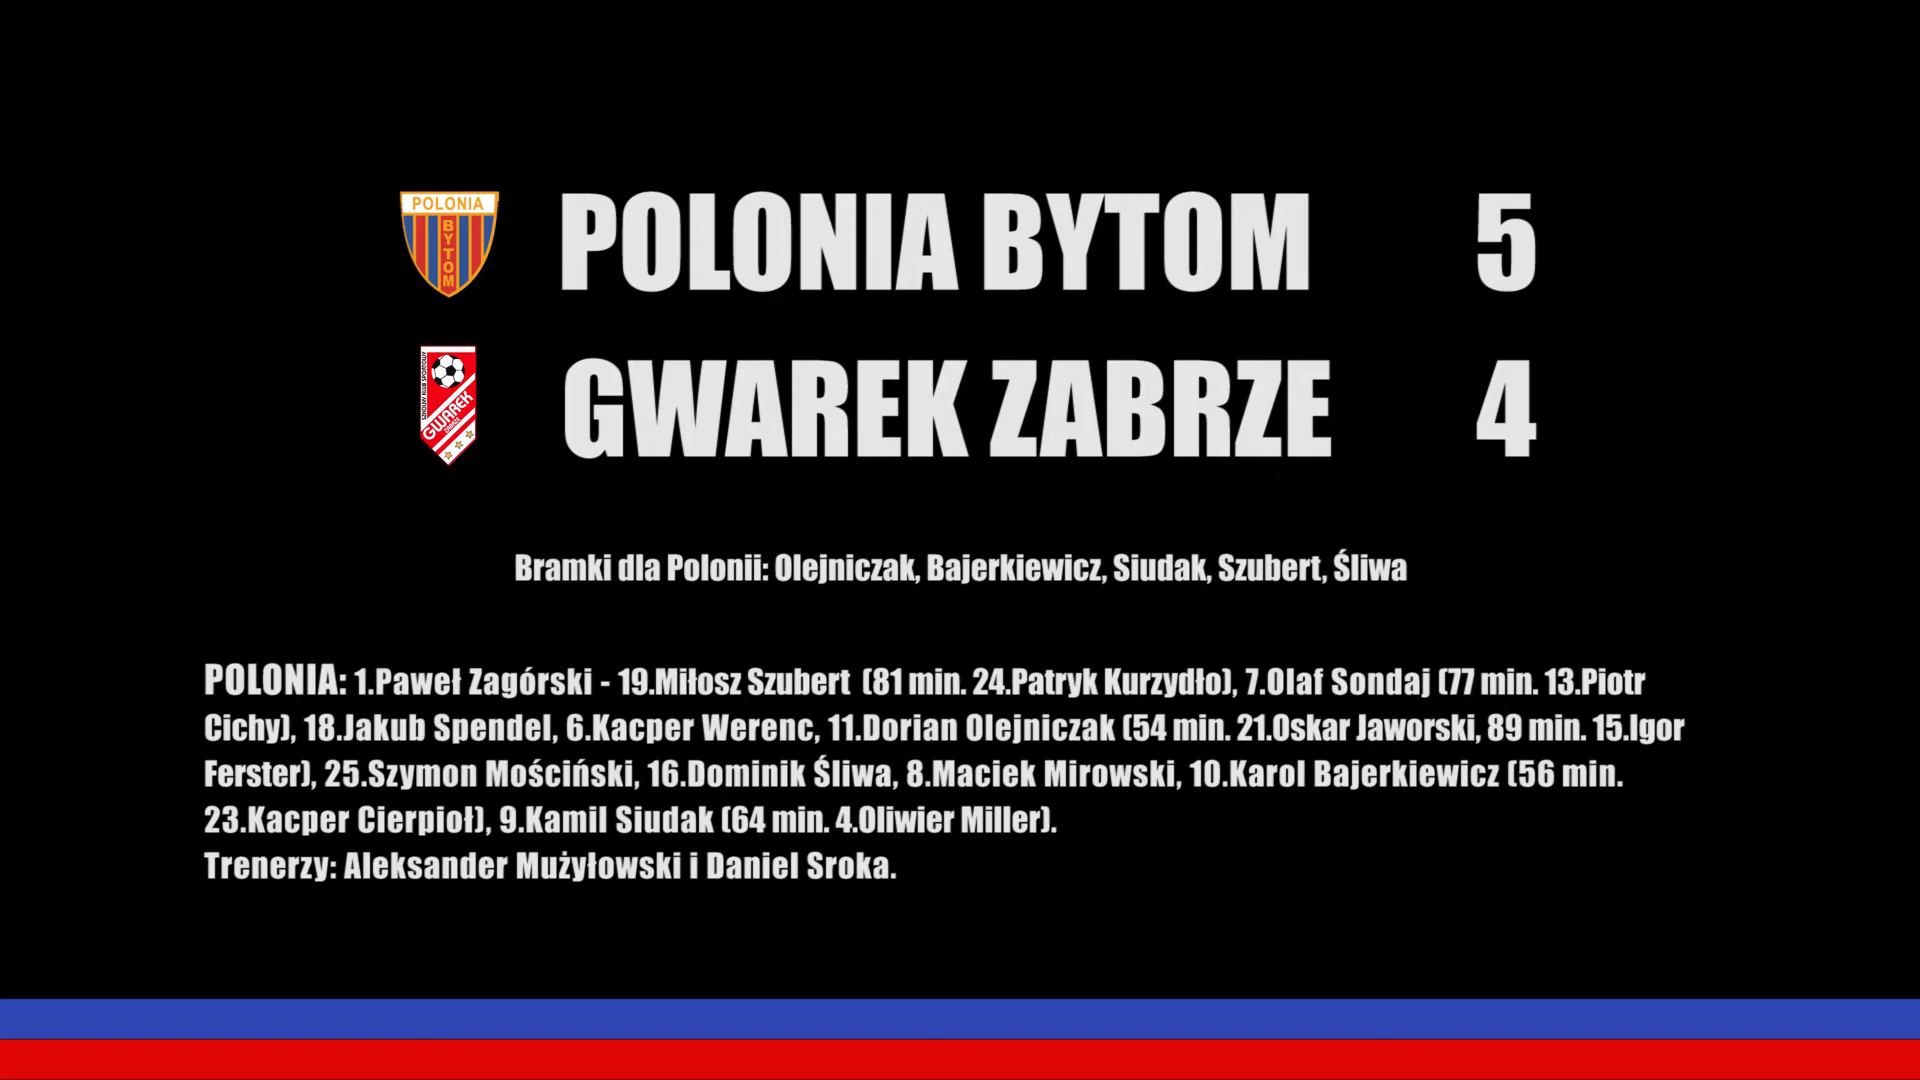 POLONIA
BYTOM
POLONIA BYTOM 5
SZKOLNY KLUB SPORTOWY
GWAREK
ZABRZE
GWAREK ZABRZE 4
Bramki dla Polonii: Olejniczak, Bajerkiewicz, Siudak, Szubert, Śliwa
POLONIA: 1.Paweł Zagórski - 19.Miłosz Szubert (81 min. 24.Patryk Kurzydło), 7.Olaf Sondaj (77 min. 13.Piotr
Cichy), 18.Jakub Spendel, 6.Kacper Werenc, 11.Dorian Olejniczak (54 min. 21.Oskar Jaworski, 89 min. 15.Igor
Ferster), 25.Szymon Mościński, 16.Dominik Śliwa, 8.Maciek Mirowski, 10.Karol Bajerkiewicz (56 min.
23.Kacper Cierpioł), 9.Kamil Siudak (64 min. 4.Oliwier Miller).
Trenerzy: Aleksander Mużyłowski i Daniel Sroka.